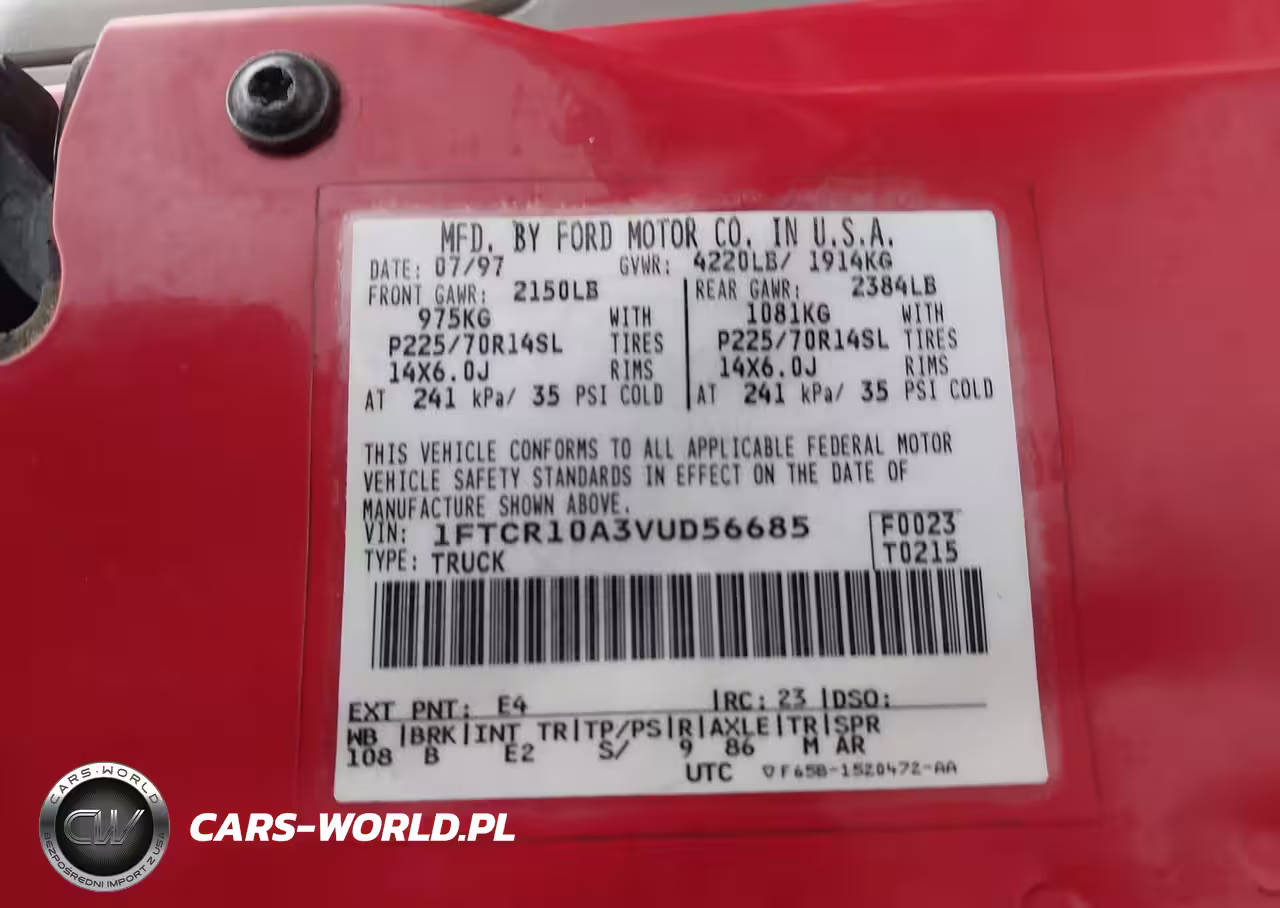 MFD. BY FORD MOTOR CO. IN U.S.A.
DATE: 07/97 GVWR: 4220LB/ 1914KG
FRONT GAWR: 2150LB REAR GAWR: 2384LB
975KG WITH 1081KG WITH
P225/70R14SL TIRES P225/70R14SL TIRES
14X6.0J RIMS 14X6.0J RIMS
AT 241 kPa/ 35 PSI COLD AT 241 kPa/ 35 PSI COLD
THIS VEHICLE CONFORMS TO ALL APPLICABLE FEDERAL MOTOR
VEHICLE SAFETY STANDARDS IN EFFECT ON THE DATE OF
MANUFACTURE SHOWN ABOVE.
VIN: 1FTCR10A3VUD56685 F0023
TYPE: TRUCK T0215
EXT PNT: E4 |RC: 23 |DSO:
WB |BRK|INT TR|TP/PS|R|AXLE|TR|SPR
108 B E2 S/ 9 86 M AR
UTC ▽F65B-1520472-AA
CARS-WORLD
CW
BEZPOŚREDNI IMPORT Z USA
CARS-WORLD.PL